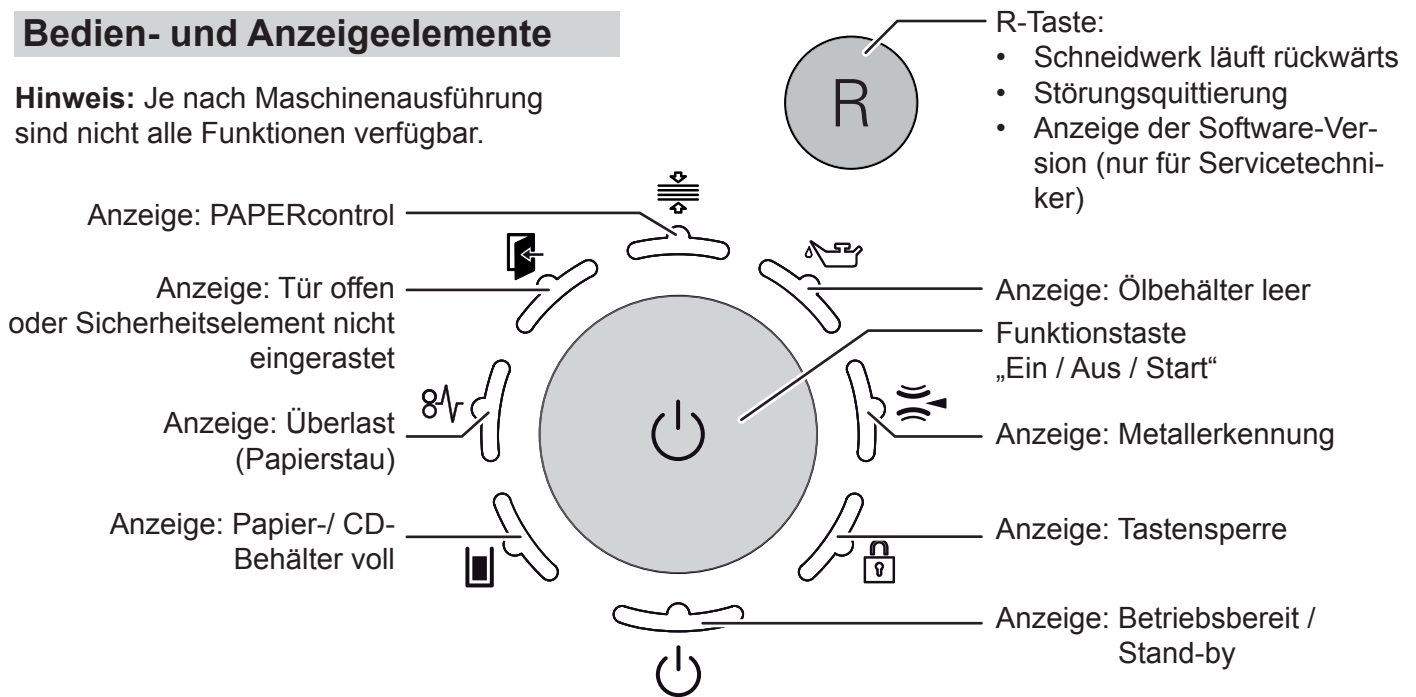 Bedien- und Anzeigeelemente
Hinweis: Je nach Maschinenausführung
sind nicht alle Funktionen verfügbar.
R
R-Taste:
• Schneidwerk läuft rückwärts
• Störungsquittierung
• Anzeige der Software-Ver-
sion (nur für Servicetechni-
ker)
Anzeige: PAPERcontrol
Anzeige: Tür offen
oder Sicherheitselement nicht
eingerastet
Anzeige: Überlast
(Papierstau)
Anzeige: Papier-/ CD-
Behälter voll
Anzeige: Ölbehälter leer
Funktionstaste
„Ein / Aus / Start“
Anzeige: Metallerkennung
Anzeige: Tastensperre
Anzeige: Betriebsbereit /
Stand-by